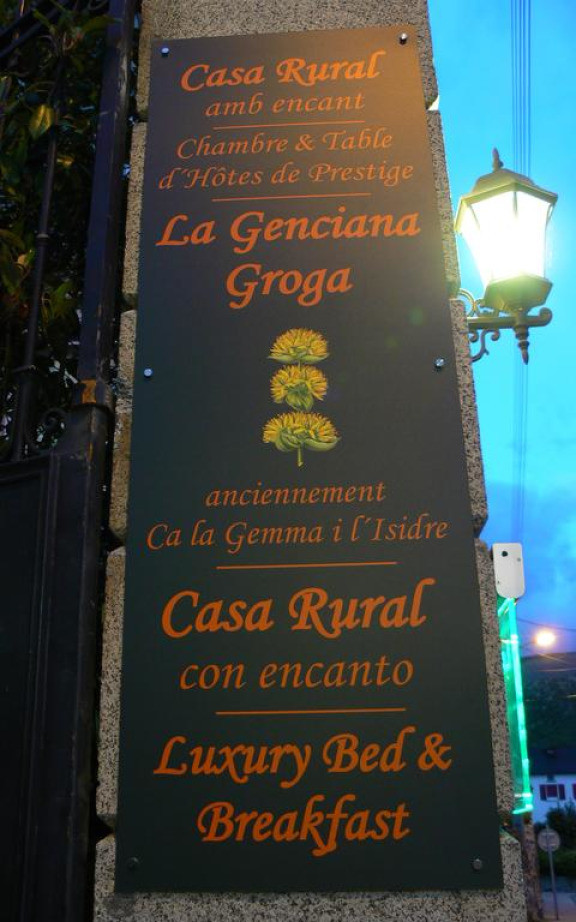 Casa Rural
amb encant
Chambre & Table
d´Hôtes de Prestige
La Genciana
Groga
anciennement
Ca la Gemma i l´Isidre
Casa Rural
con encanto
Luxury Bed &
Breakfast